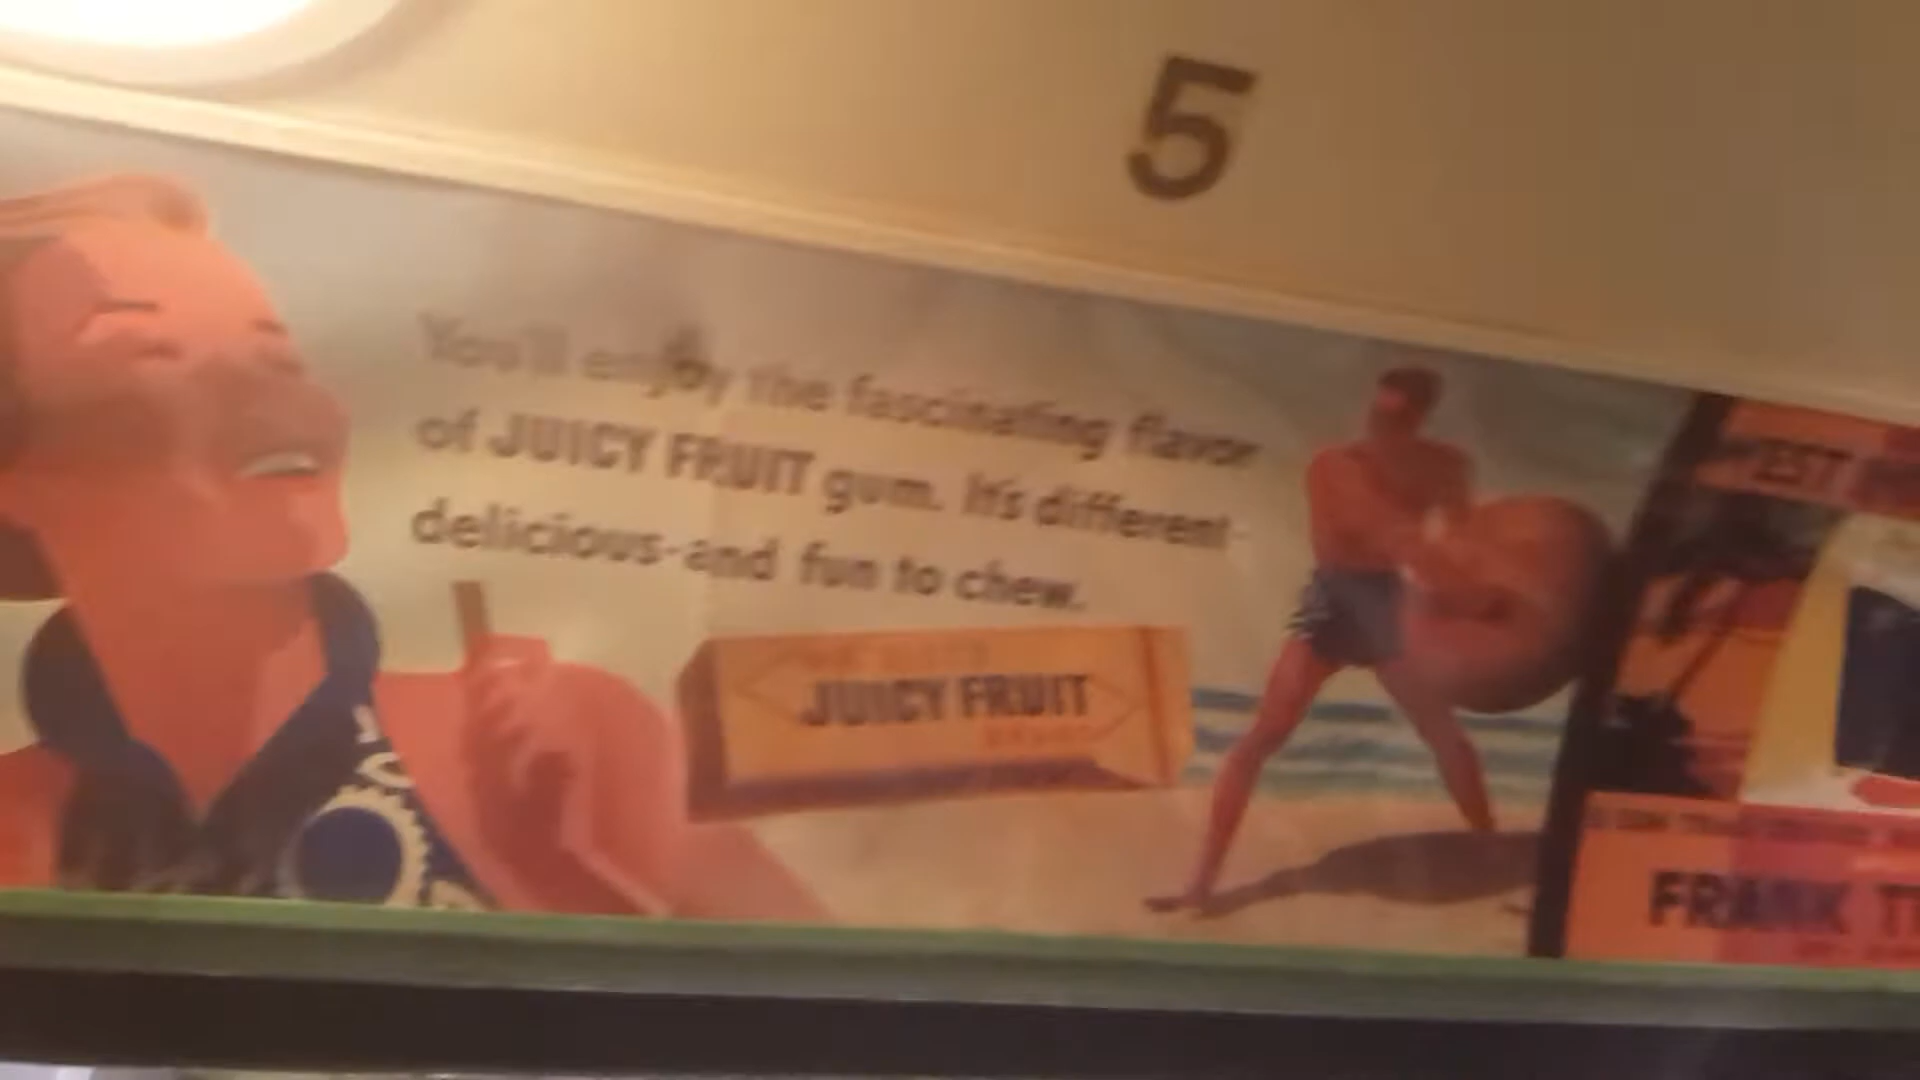 5
You'll enjoy the fascinating flavor
of JUICY FRUIT gum. It's different-
delicious-and fun to chew.
JUICY FRUIT
FRANK